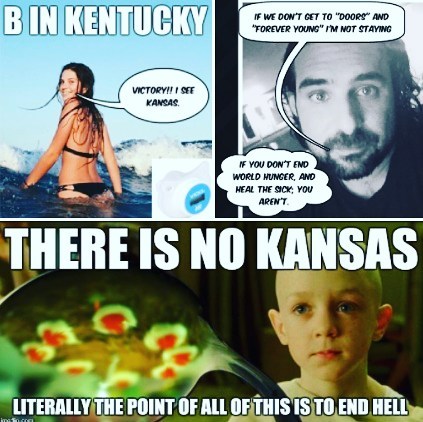 B IN KENTUCKY
VICTORY!! I SEE
KANSAS.
IF WE DON'T GET TO "DOORS" AND
"FOREVER YOUNG" I'M NOT STAYING
IF YOU DON'T END
WORLD HUNGER, AND
HEAL THE SICK; YOU
AREN'T.
THERE IS NO KANSAS
LITERALLY THE POINT OF ALL OF THIS IS TO END HELL
imgflip.com